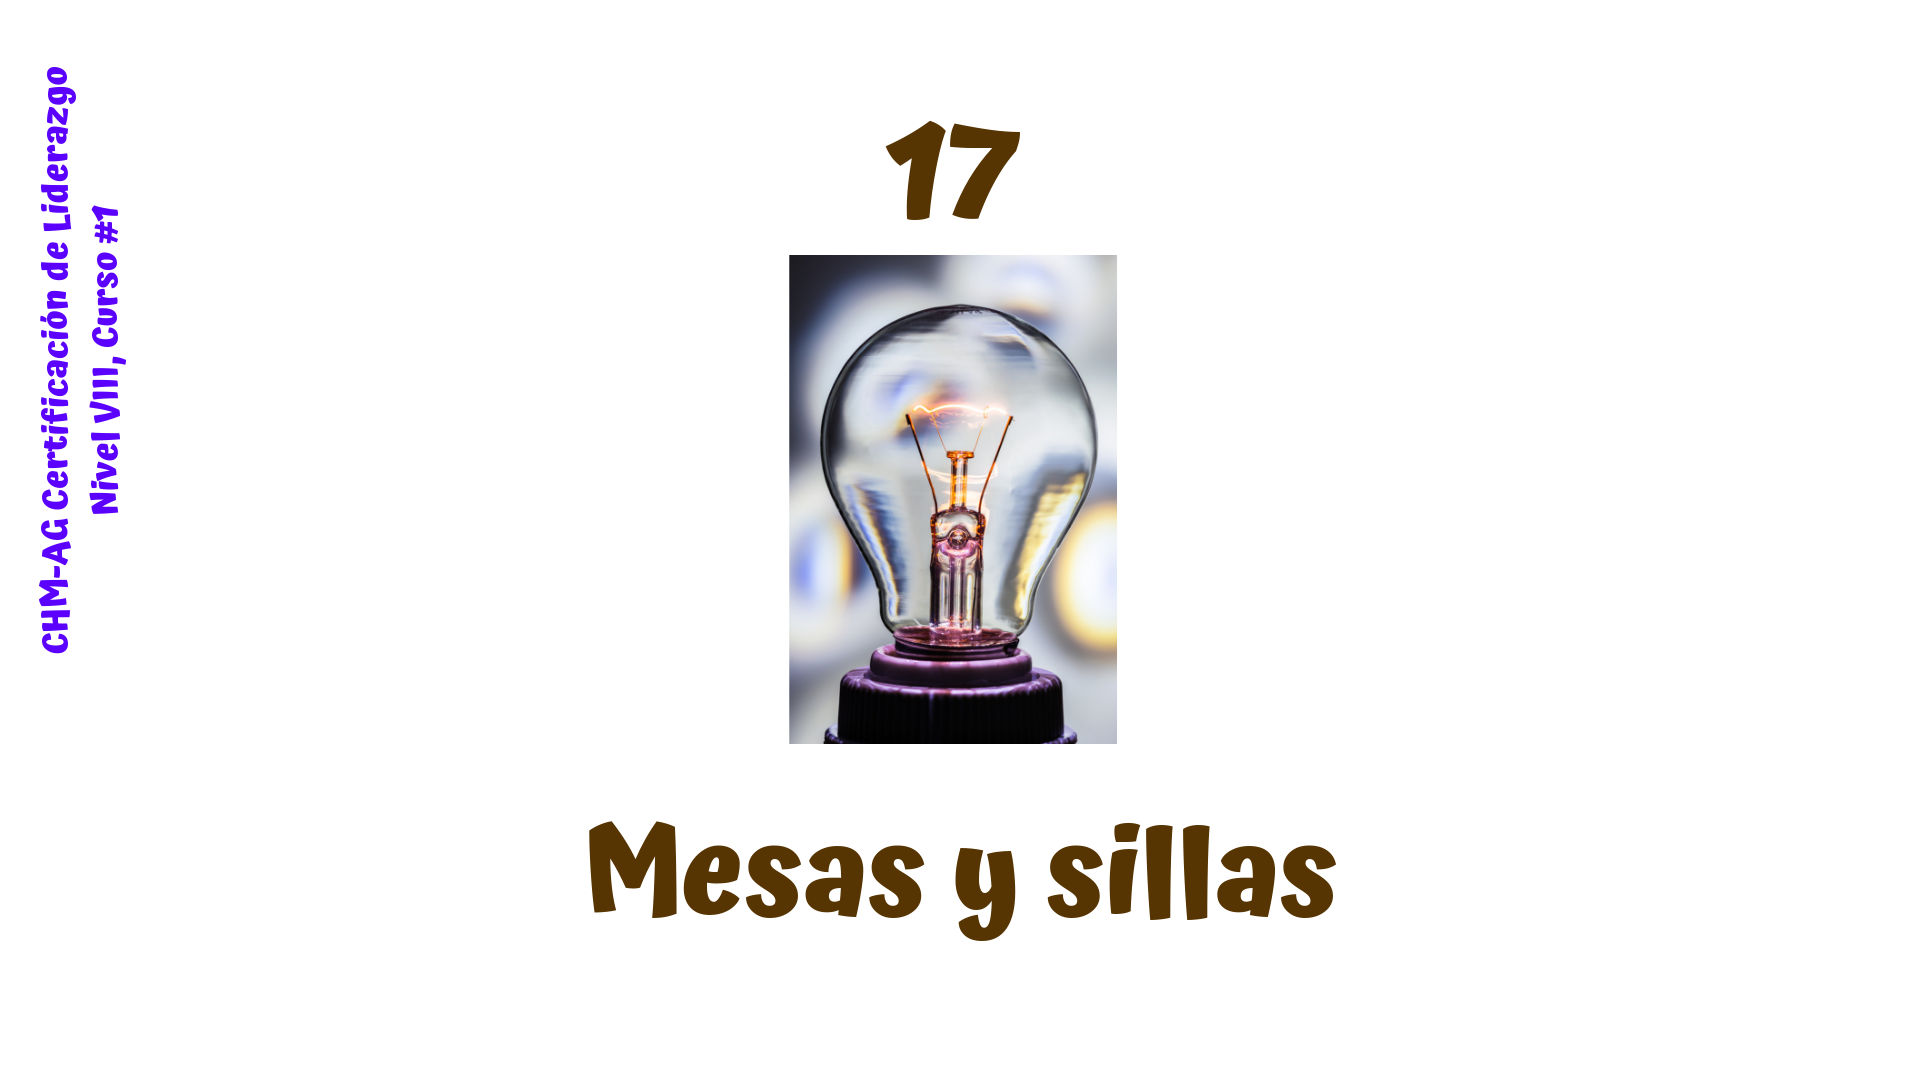 CHM-AG Certificación de Liderazgo
Nivel VIII, Curso #1
17
Mesas y sillas